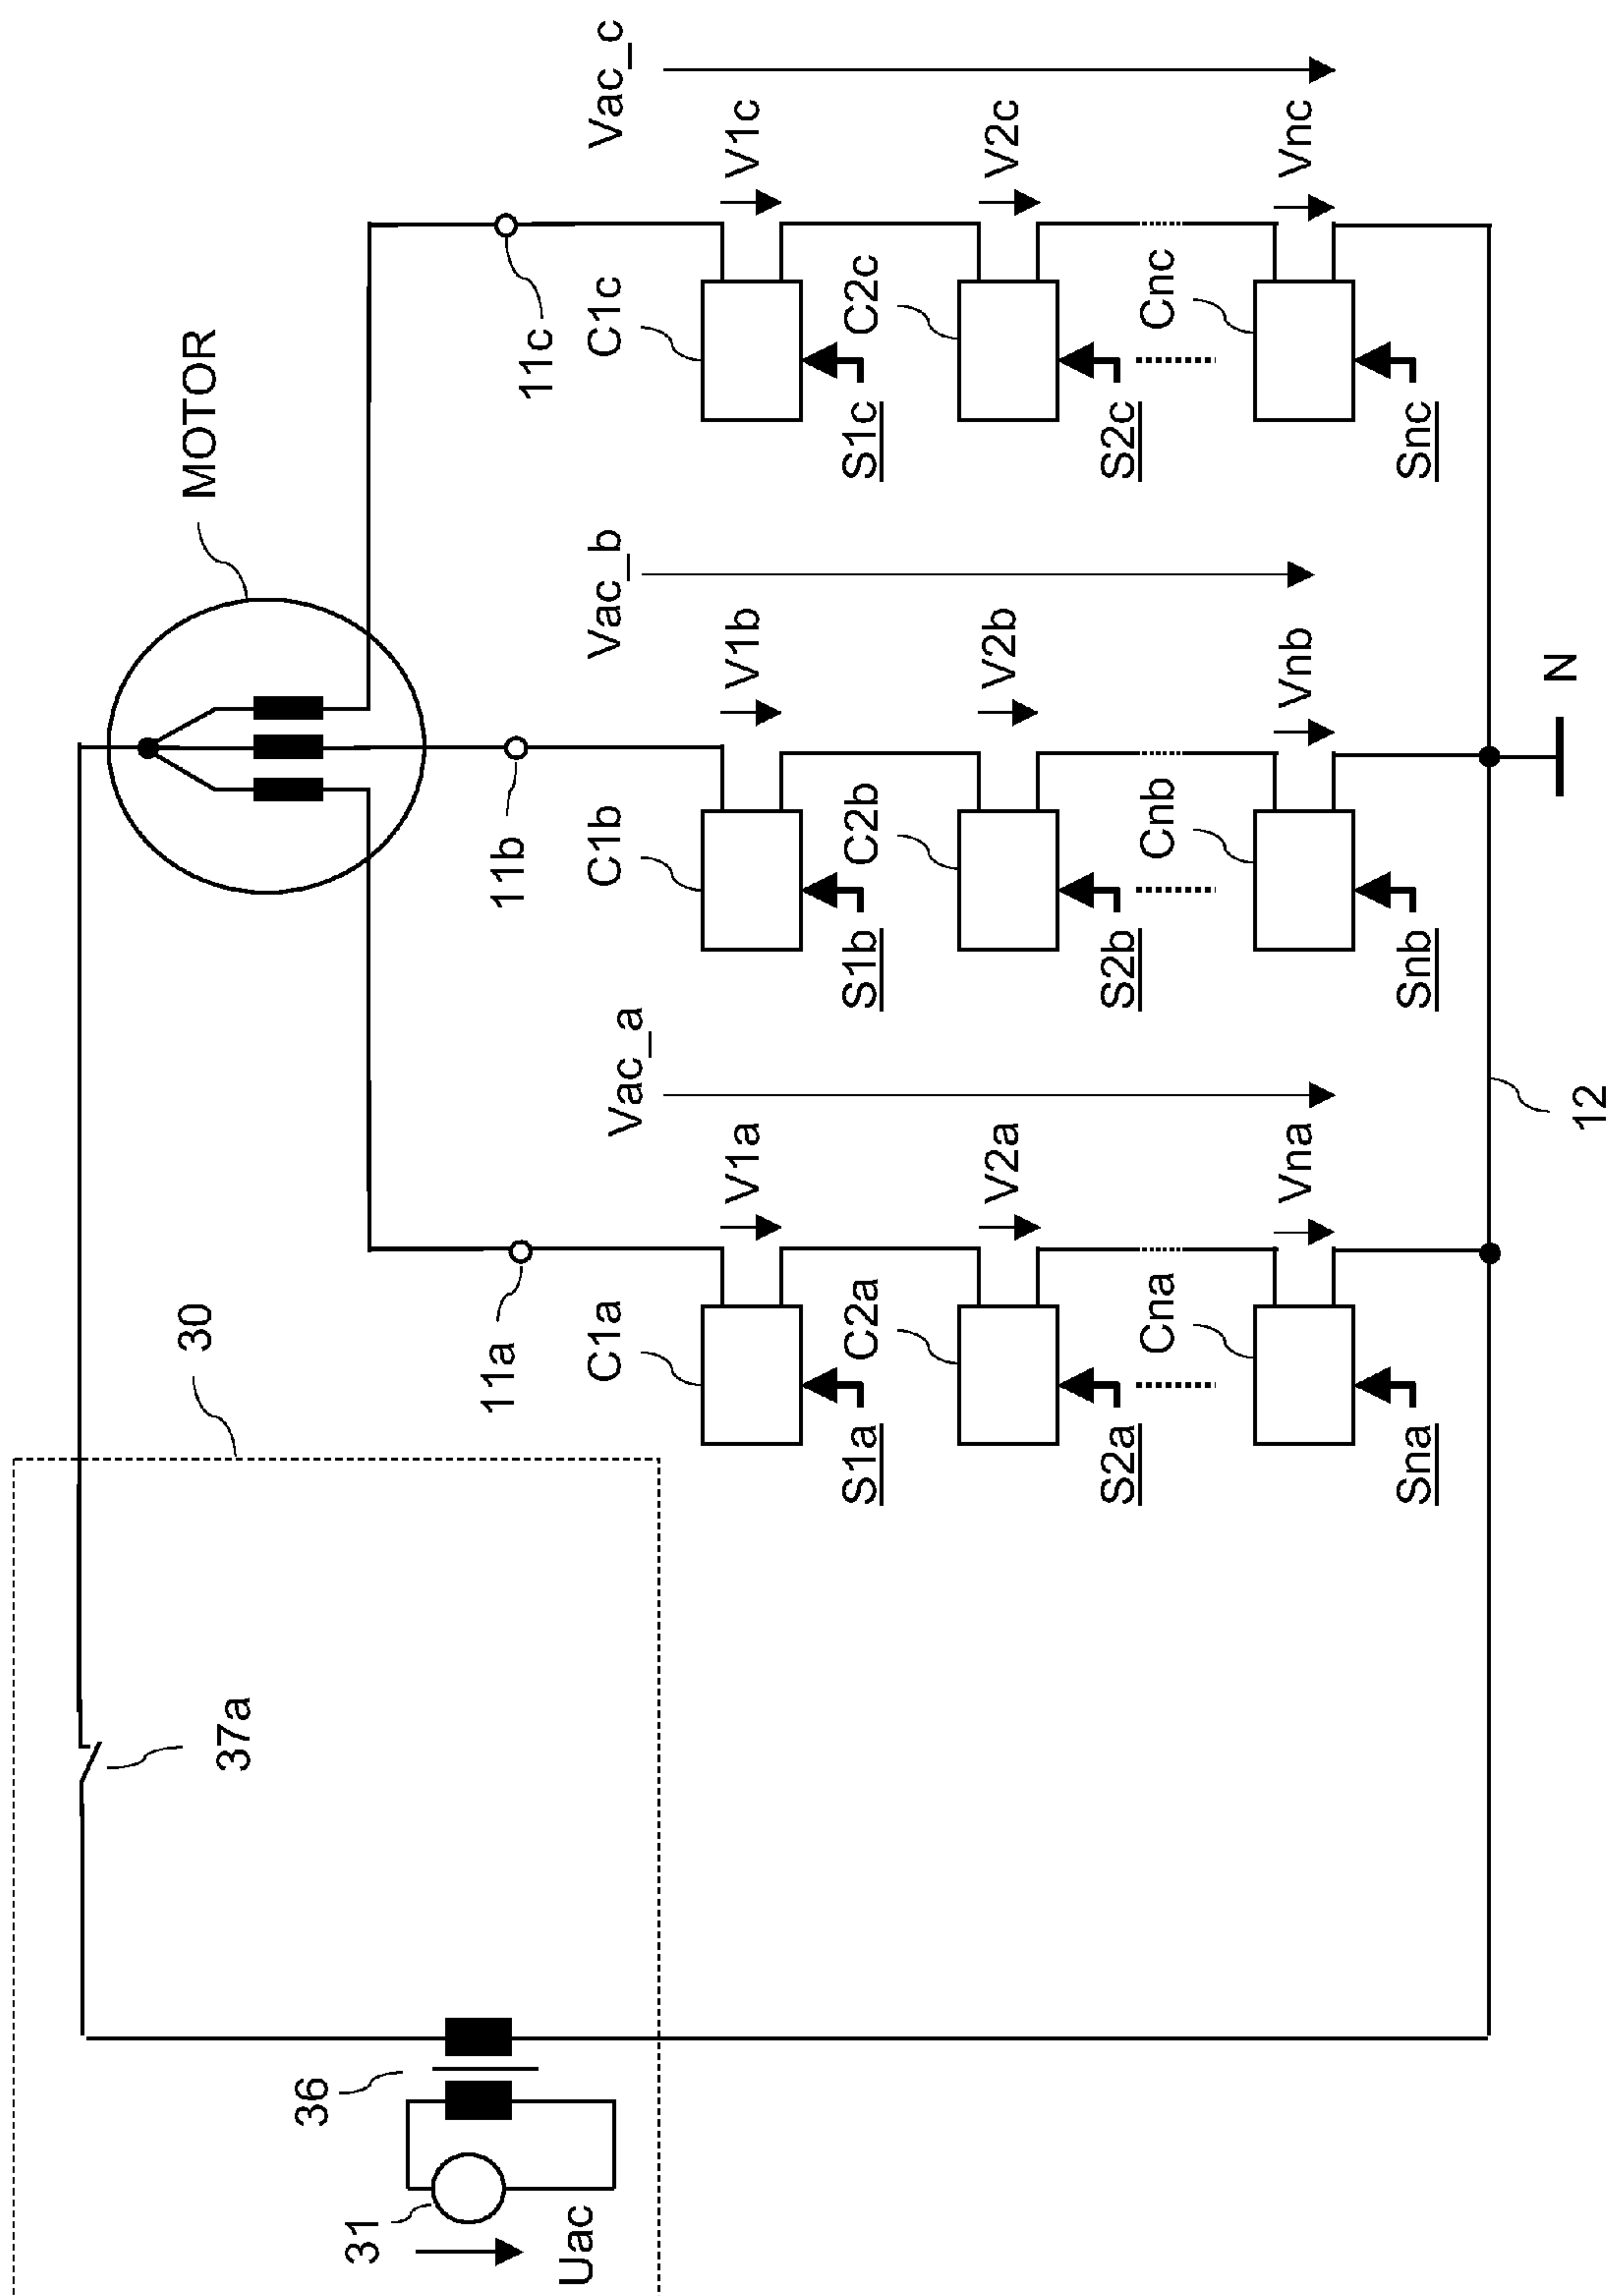 MOTOR
30
37a
36
31
Uac
11a
11b
11c
Vac_a
Vac_b
Vac_c
C1a
V1a
C1b
V1b
C1c
V1c
S1a
S1b
S1c
C2a
V2a
C2b
V2b
C2c
V2c
S2a
S2b
S2c
Cna
Vna
Cnb
Vnb
Cnc
Vnc
Sna
Snb
Snc
12
N